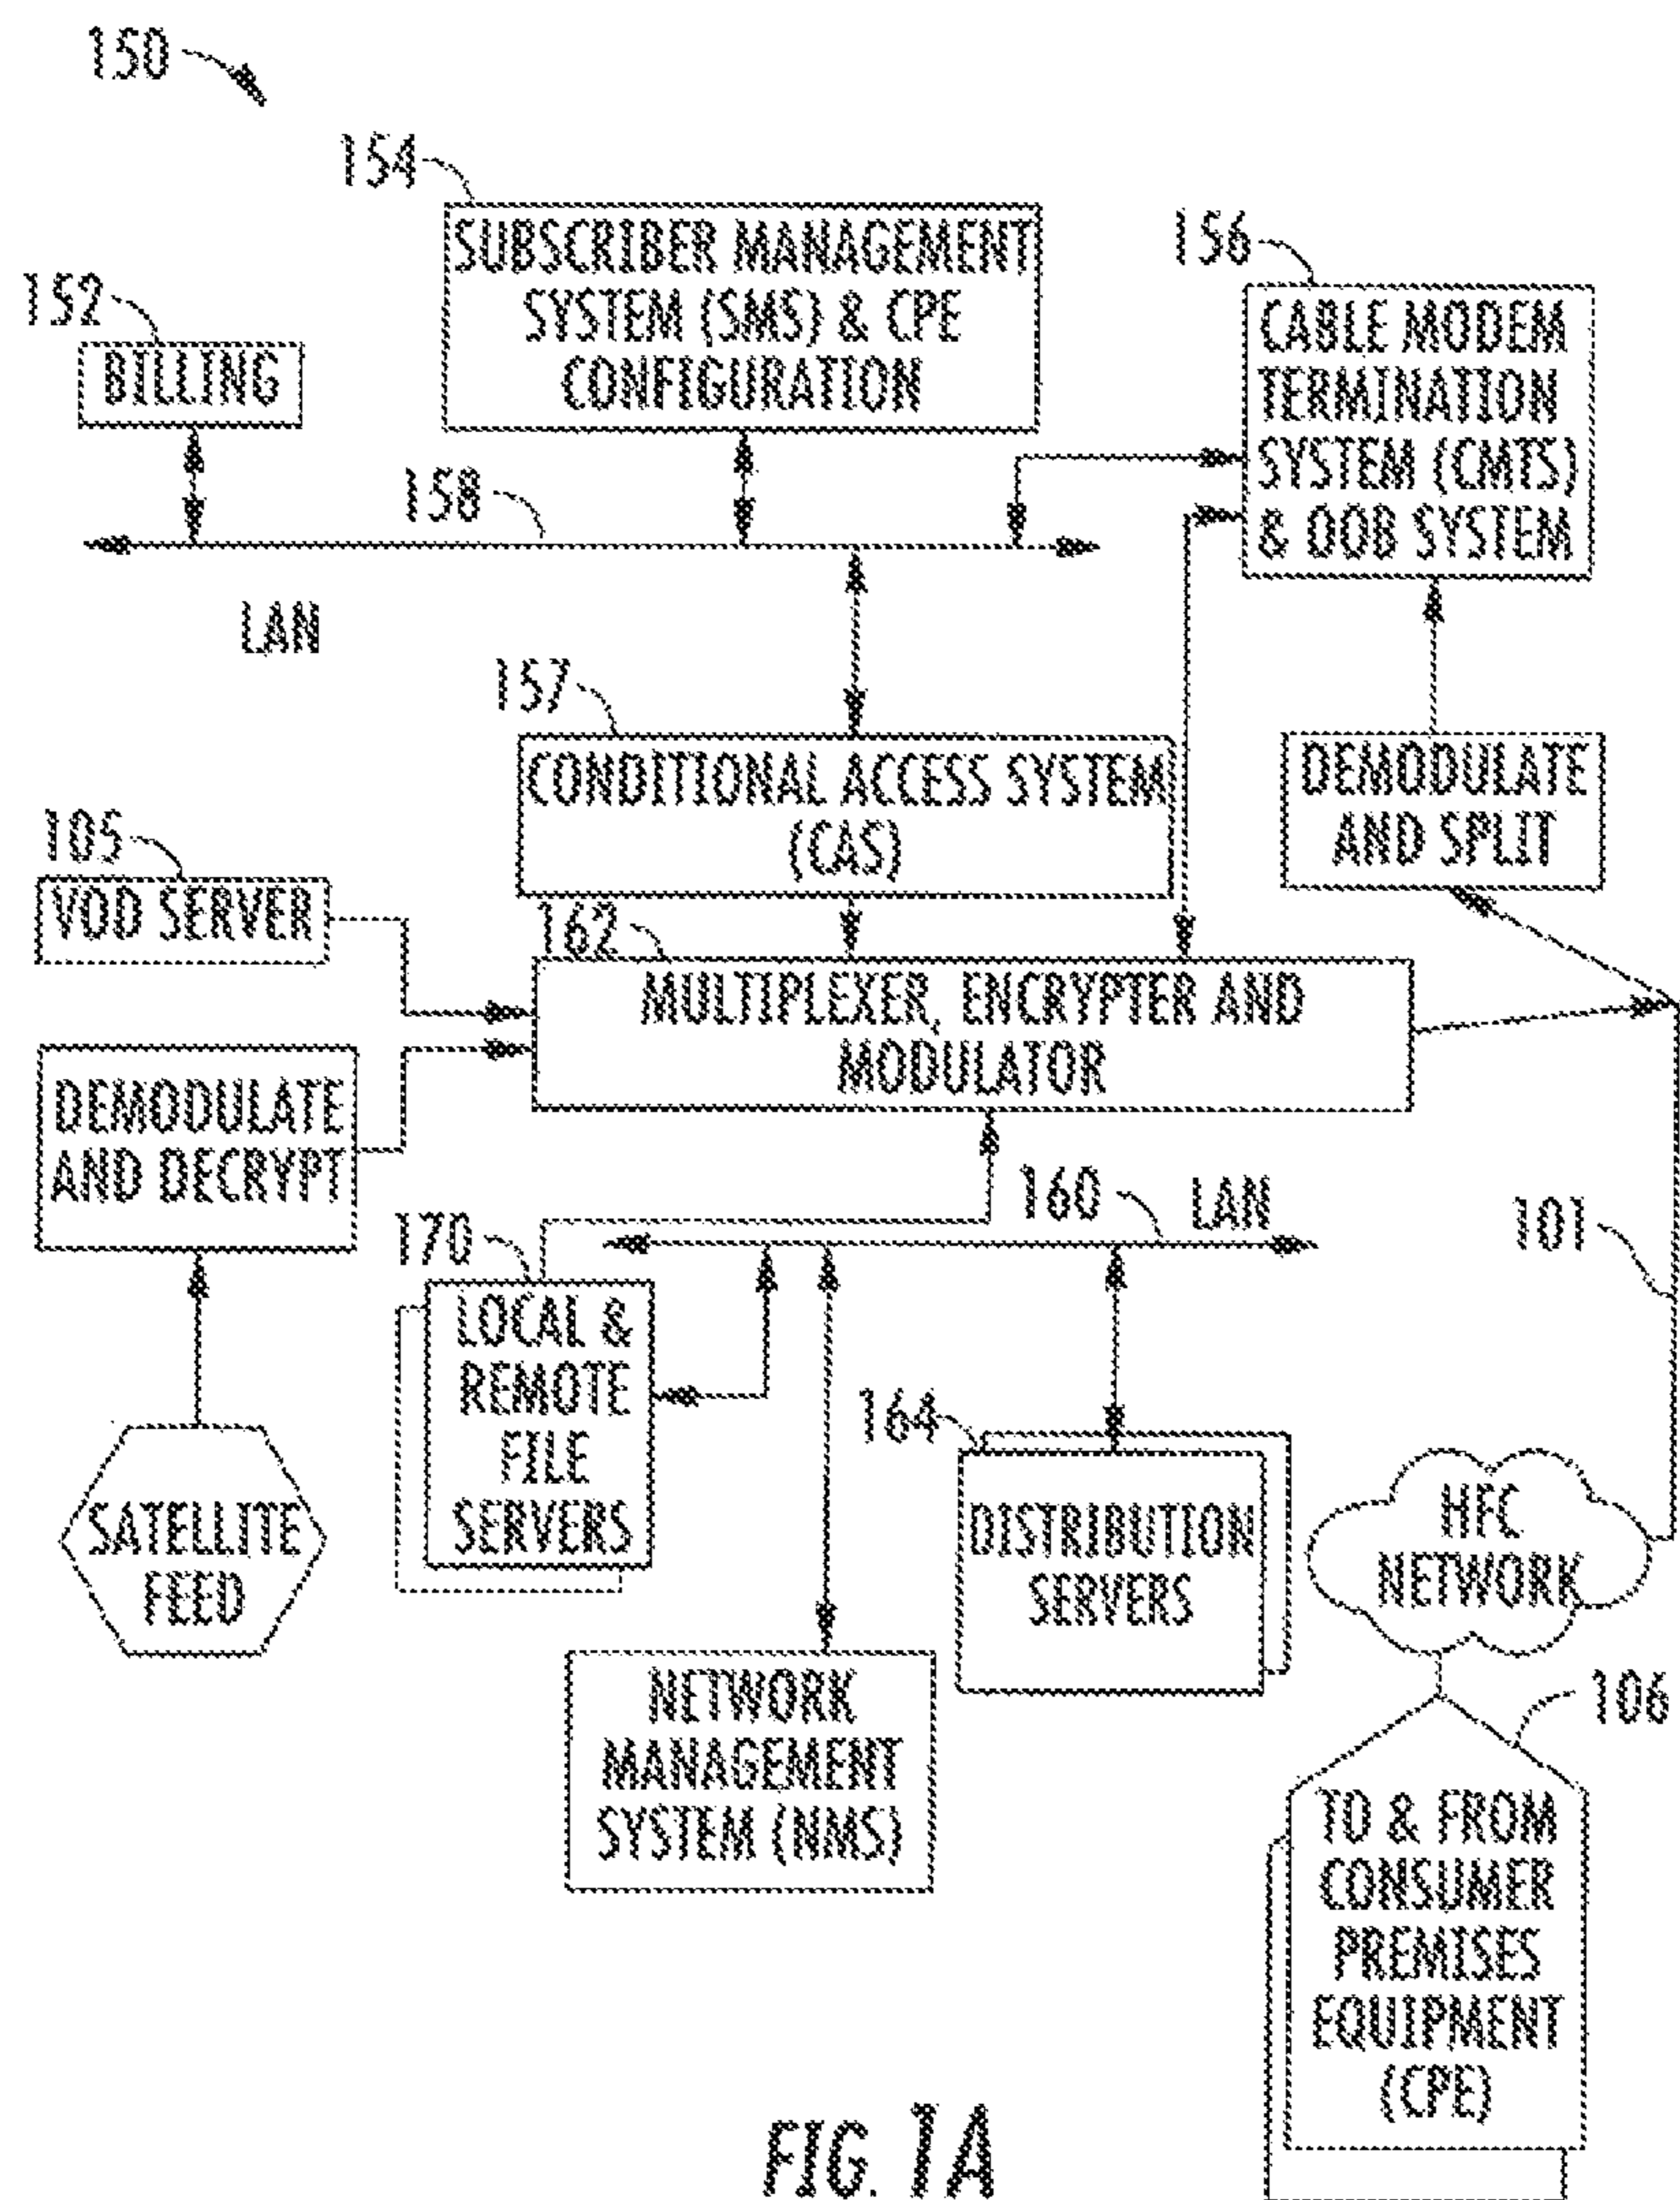 150
154
SUBSCRIBER MANAGEMENT
SYSTEM (SMS) & CPE
CONFIGURATION
156
CABLE MODEM
TERMINATION
SYSTEM (CMTS)
& OOB SYSTEM
152
BILLING
158
LAN
157
CONDITIONAL ACCESS SYSTEM
(CAS)
DEMODULATE
AND SPLIT
105
VOD SERVER
162
MULTIPLEXER, ENCRYPTER AND
MODULATOR
DEMODULATE
AND DECRYPT
160
LAN
101
170
LOCAL &
REMOTE
FILE
SERVERS
164
DISTRIBUTION
SERVERS
HFC
NETWORK
SATELLITE
FEED
NETWORK
MANAGEMENT
SYSTEM (NMS)
106
TO & FROM
CONSUMER
PREMISES
EQUIPMENT
(CPE)
FIG. 1A